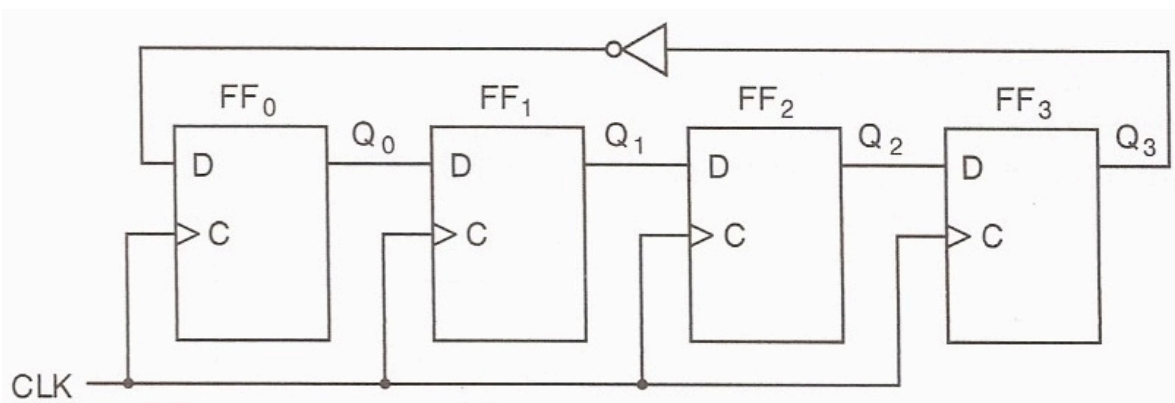 FF₀ FF₁ FF₂ FF₃
Q₀ Q₁ Q₂ Q₃
D D D D
C C C C
CLK